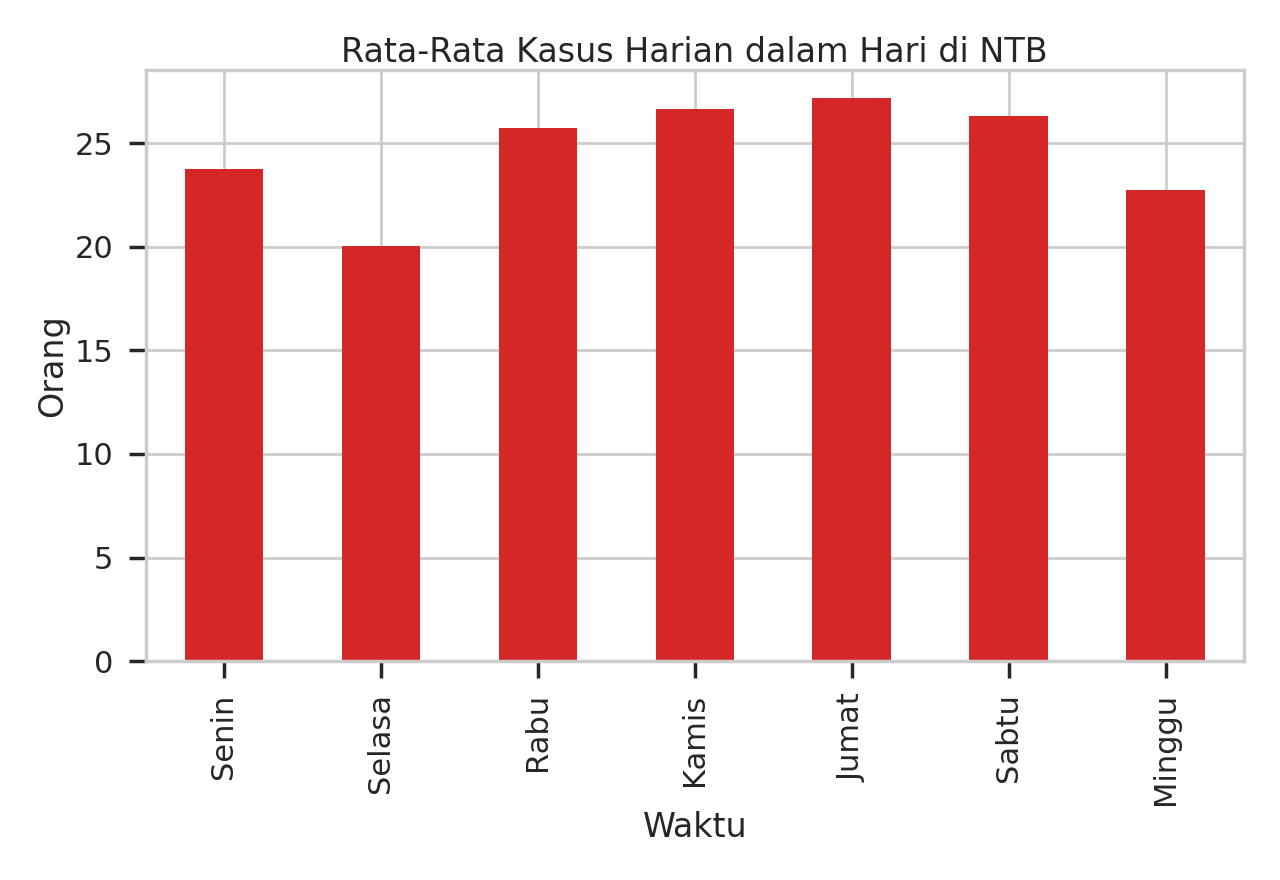 Rata-Rata Kasus Harian dalam Hari di NTB
Orang
25
20
15
10
5
0
Senin
Selasa
Rabu
Kamis
Jumat
Sabtu
Minggu
Waktu